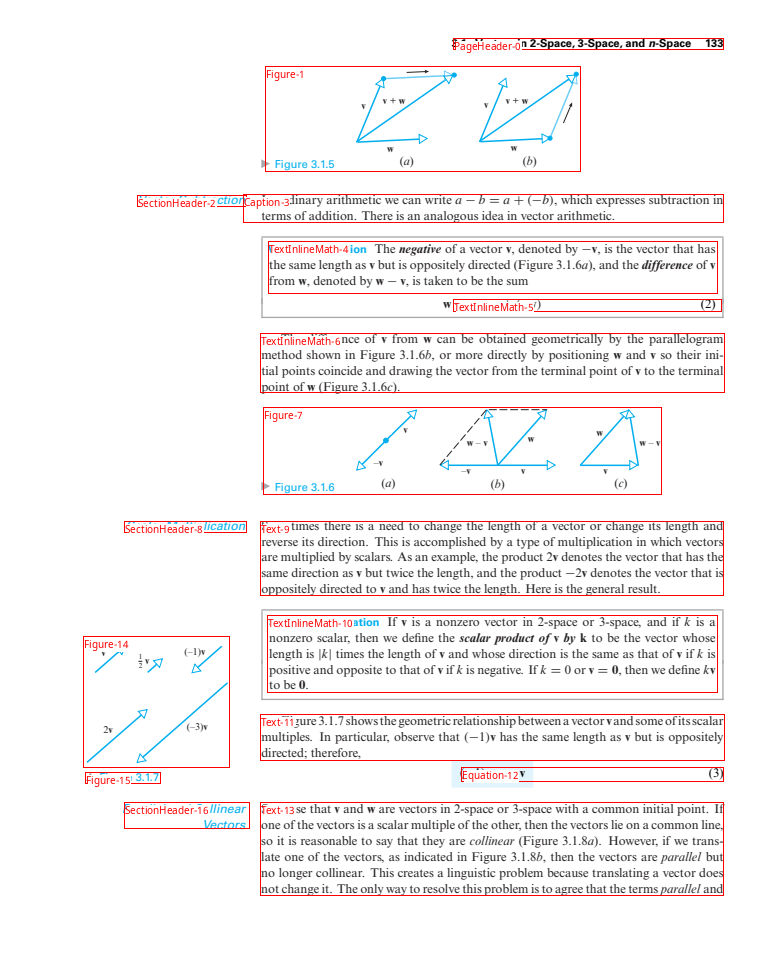 PageHeader-0 n 2-Space, 3-Space, and n-Space 133
Figure-1
v v + w w v v + w w
(a) (b)
Figure 3.1.5
SectionHeader-2 ction
Caption-3 dinary arithmetic we can write a − b = a + (−b), which expresses subtraction in
terms of addition. There is an analogous idea in vector arithmetic.
TextInlineMath-4 ion The negative of a vector v, denoted by −v, is the vector that has
the same length as v but is oppositely directed (Figure 3.1.6a), and the difference of v
from w, denoted by w − v, is taken to be the sum
w TextInlineMath-5 ) (2)
TextInlineMath-6 nce of v from w can be obtained geometrically by the parallelogram
method shown in Figure 3.1.6b, or more directly by positioning w and v so their ini-
tial points coincide and drawing the vector from the terminal point of v to the terminal
point of w (Figure 3.1.6c).
Figure-7
v −v w − v w −v v w w − v v
(a) (b) (c)
Figure 3.1.6
SectionHeader-8 lication
Text-9 times there is a need to change the length of a vector or change its length and
reverse its direction. This is accomplished by a type of multiplication in which vectors
are multiplied by scalars. As an example, the product 2v denotes the vector that has the
same direction as v but twice the length, and the product −2v denotes the vector that is
oppositely directed to v and has twice the length. Here is the general result.
TextInlineMath-10 ation If v is a nonzero vector in 2-space or 3-space, and if k is a
nonzero scalar, then we define the scalar product of v by k to be the vector whose
length is |k| times the length of v and whose direction is the same as that of v if k is
positive and opposite to that of v if k is negative. If k = 0 or v = 0, then we define kv
to be 0.
Figure-14
v ½ v (−1)v
2v (−3)v
Figure-15 3.1.7
Text-11 gure 3.1.7 shows the geometric relationship between a vector v and some of its scalar
multiples. In particular, observe that (−1)v has the same length as v but is oppositely
directed; therefore,
Equation-12 v (3)
SectionHeader-16 llinear
Vectors
Text-13 se that v and w are vectors in 2-space or 3-space with a common initial point. If
one of the vectors is a scalar multiple of the other, then the vectors lie on a common line,
so it is reasonable to say that they are collinear (Figure 3.1.8a). However, if we trans-
late one of the vectors, as indicated in Figure 3.1.8b, then the vectors are parallel but
no longer collinear. This creates a linguistic problem because translating a vector does
not change it. The only way to resolve this problem is to agree that the terms parallel and